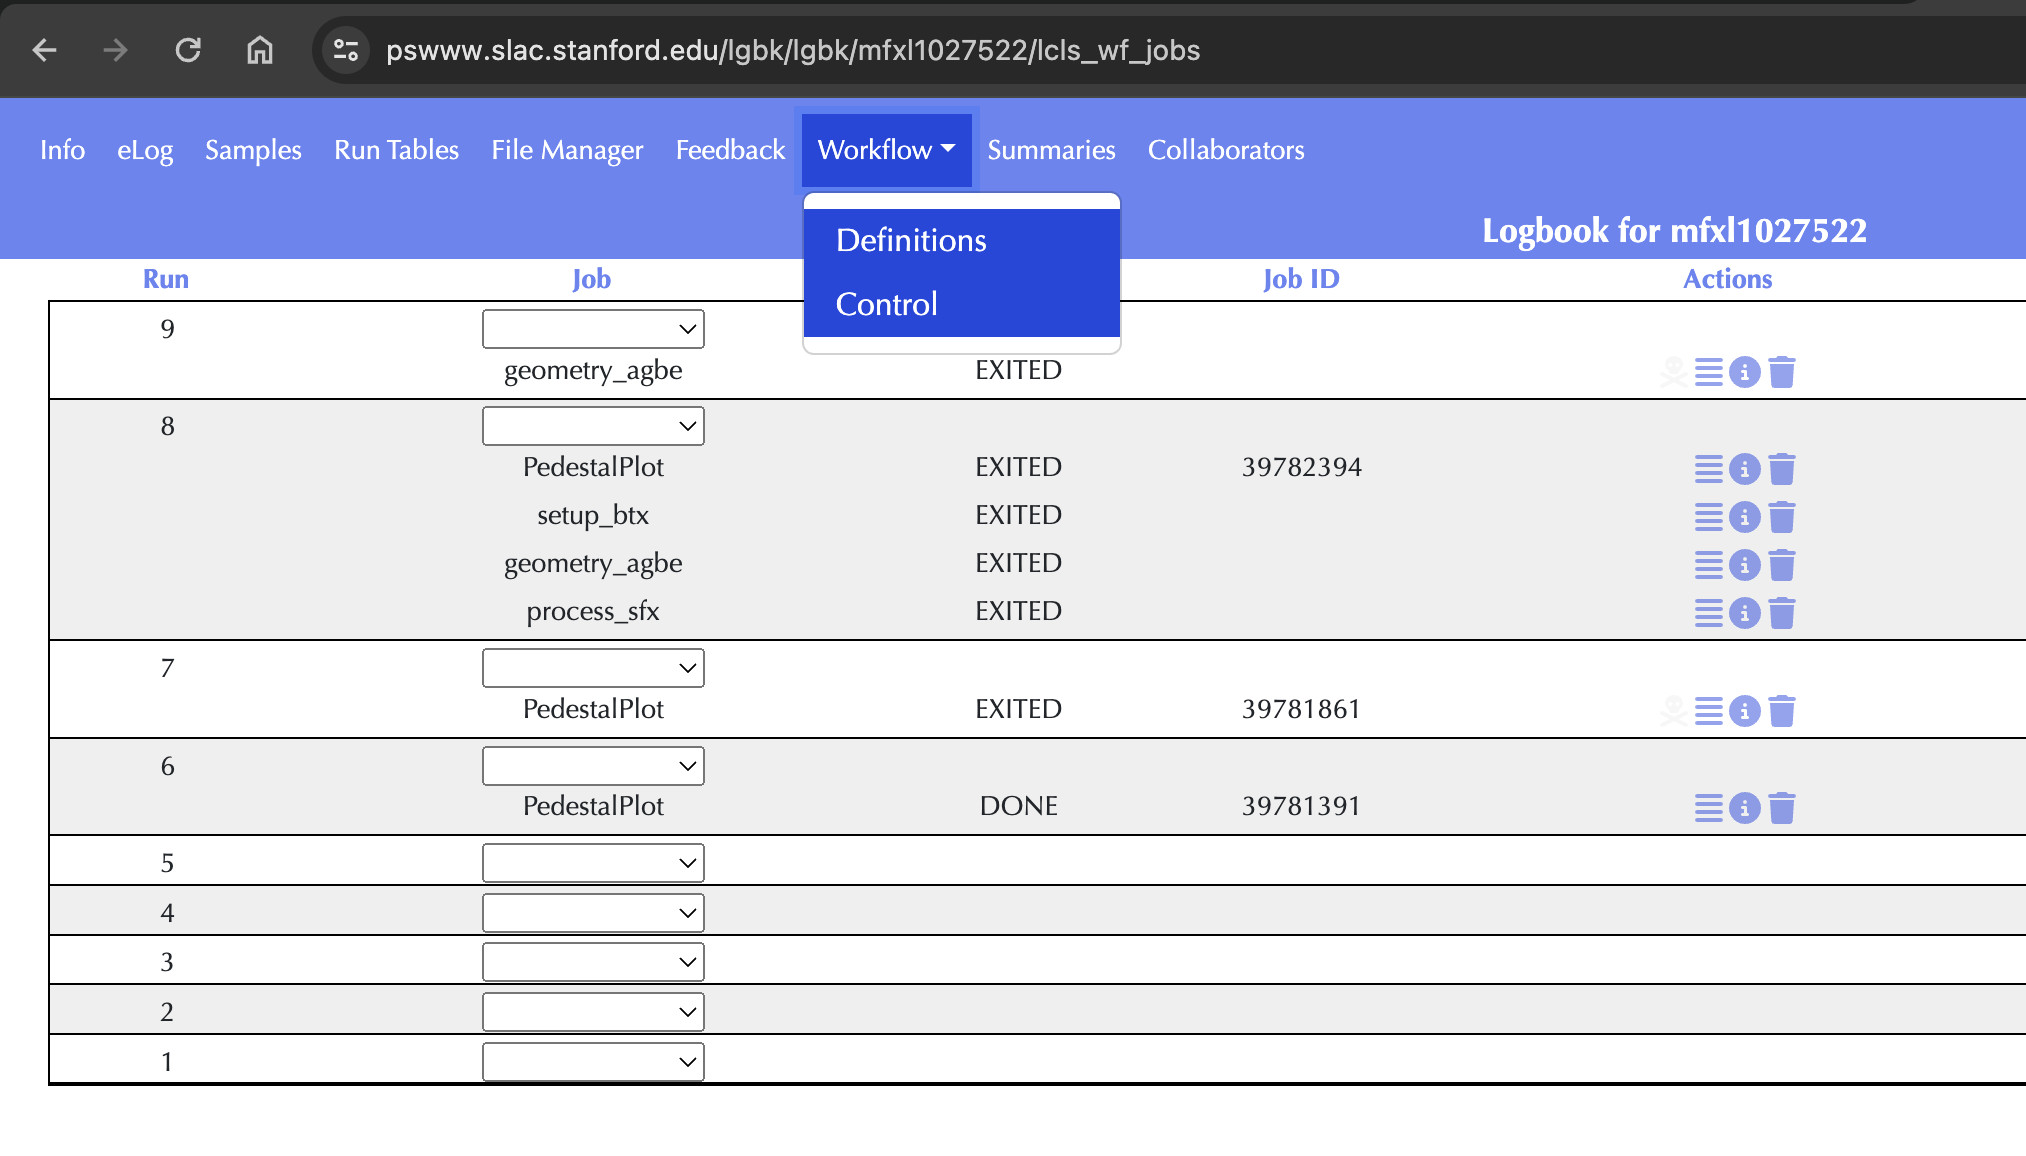 pswww.slac.stanford.edu/lgbk/lgbk/mfxl1027522/lcls_wf_jobs
Info eLog Samples Run Tables File Manager Feedback Workflow Summaries Collaborators
Definitions
Control
Logbook for mfxl1027522
Run Job Job ID Actions
9
geometry_agbe EXITED
8
PedestalPlot EXITED 39782394
setup_btx EXITED
geometry_agbe EXITED
process_sfx EXITED
7
PedestalPlot EXITED 39781861
6
PedestalPlot DONE 39781391
5
4
3
2
1